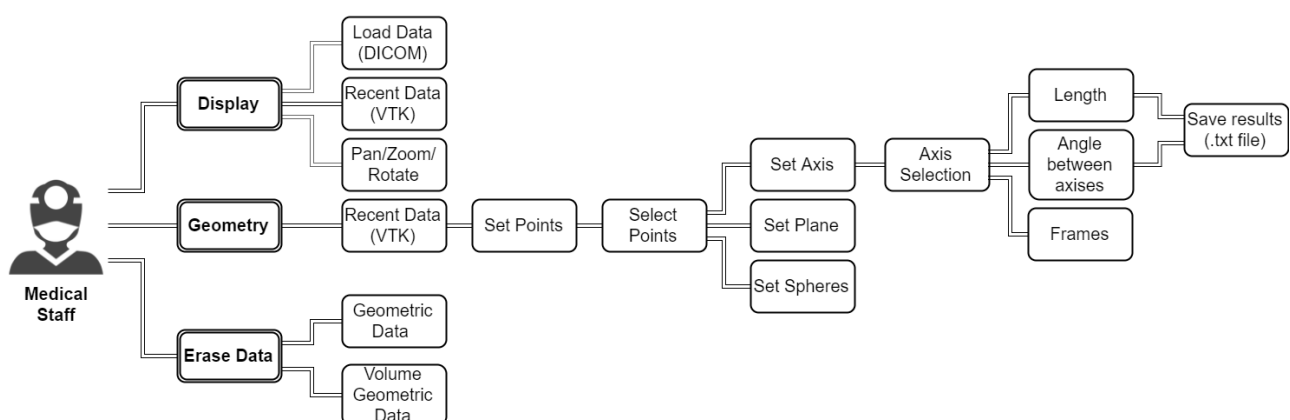 Load Data
(DICOM)
Display
Recent Data
(VTK)
Pan/Zoom/
Rotate
Medical
Staff
Geometry
Recent Data
(VTK)
Set Points
Select
Points
Set Axis
Set Plane
Set Spheres
Axis
Selection
Length
Angle
between
axises
Frames
Save results
(.txt file)
Erase Data
Geometric
Data
Volume
Geometric
Data